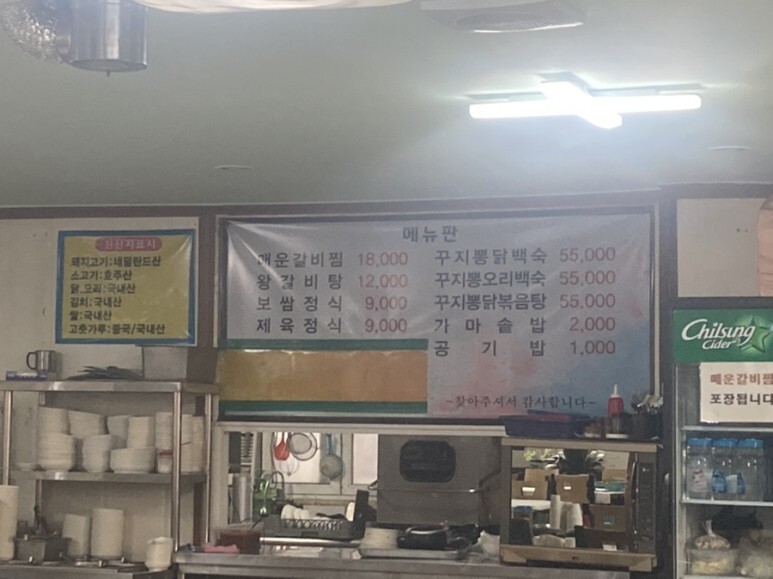 메뉴판
매운갈비찜 18,000
왕갈비탕 12,000
보쌈정식 9,000
제육정식 9,000
꾸지뽕닭백숙 55,000
꾸지뽕오리백숙 55,000
꾸지뽕닭볶음탕 55,000
가마솥밥 2,000
공기밥 1,000
~찾아주셔서 감사합니다~
원산지표시
돼지고기:네덜란드산
소고기:호주산
닭,오리:국내산
김치:국내산
쌀:국내산
고춧가루:중국/국내산
Chilsung
Cider
매운갈비찜
포장됩니다